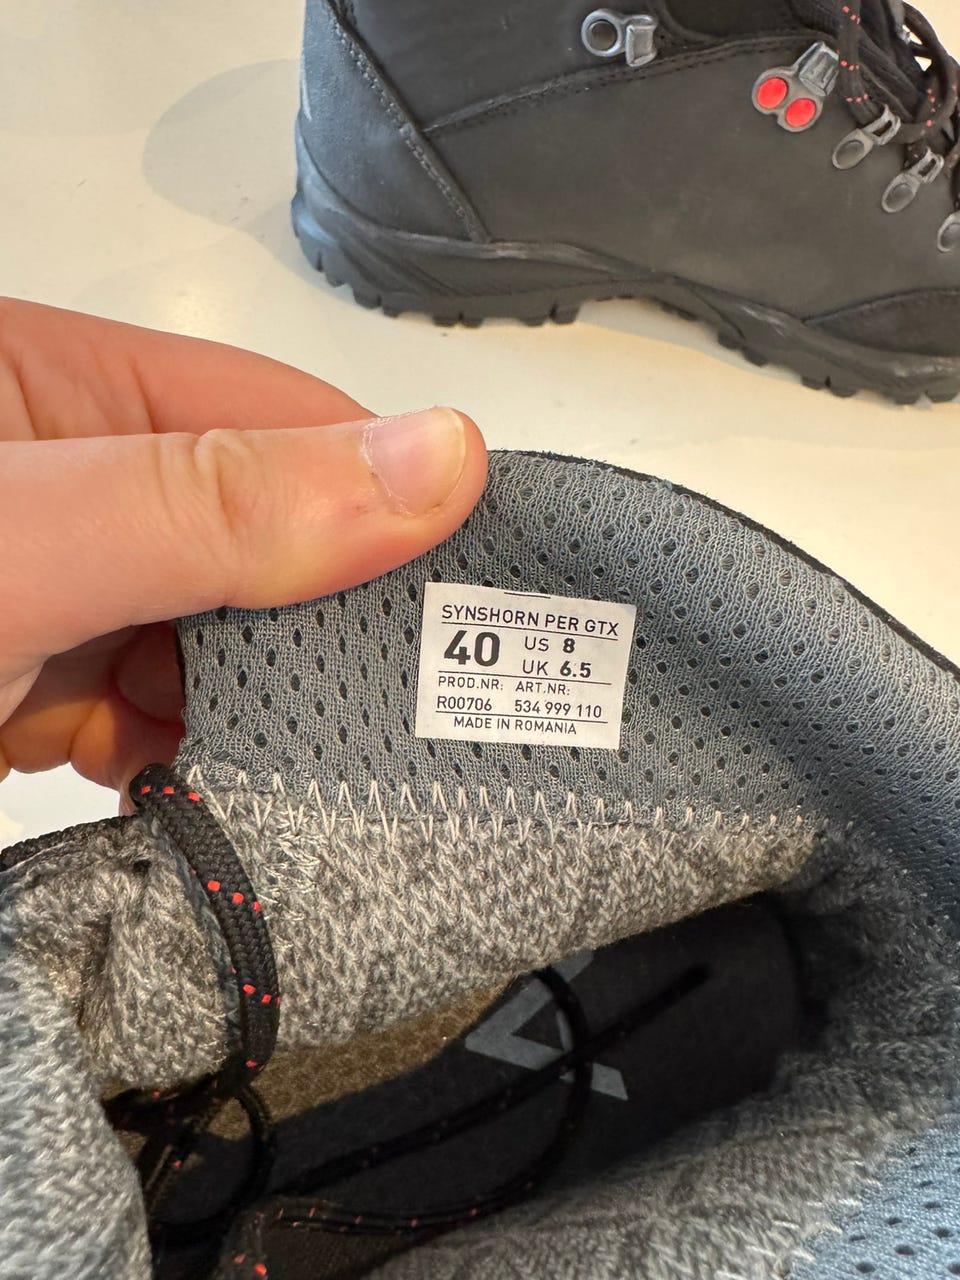 SYNSHORN PER GTX
40 US 8
UK 6.5
PROD.NR: ART.NR:
R00706 534 999 110
MADE IN ROMANIA